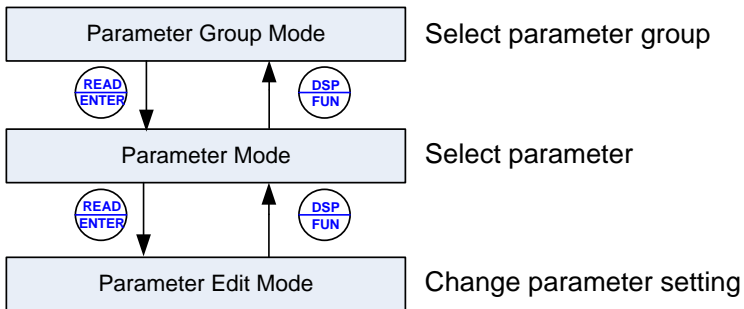 Parameter Group Mode
Select parameter group
READ
ENTER
DSP
FUN
Parameter Mode
Select parameter
READ
ENTER
DSP
FUN
Parameter Edit Mode
Change parameter setting